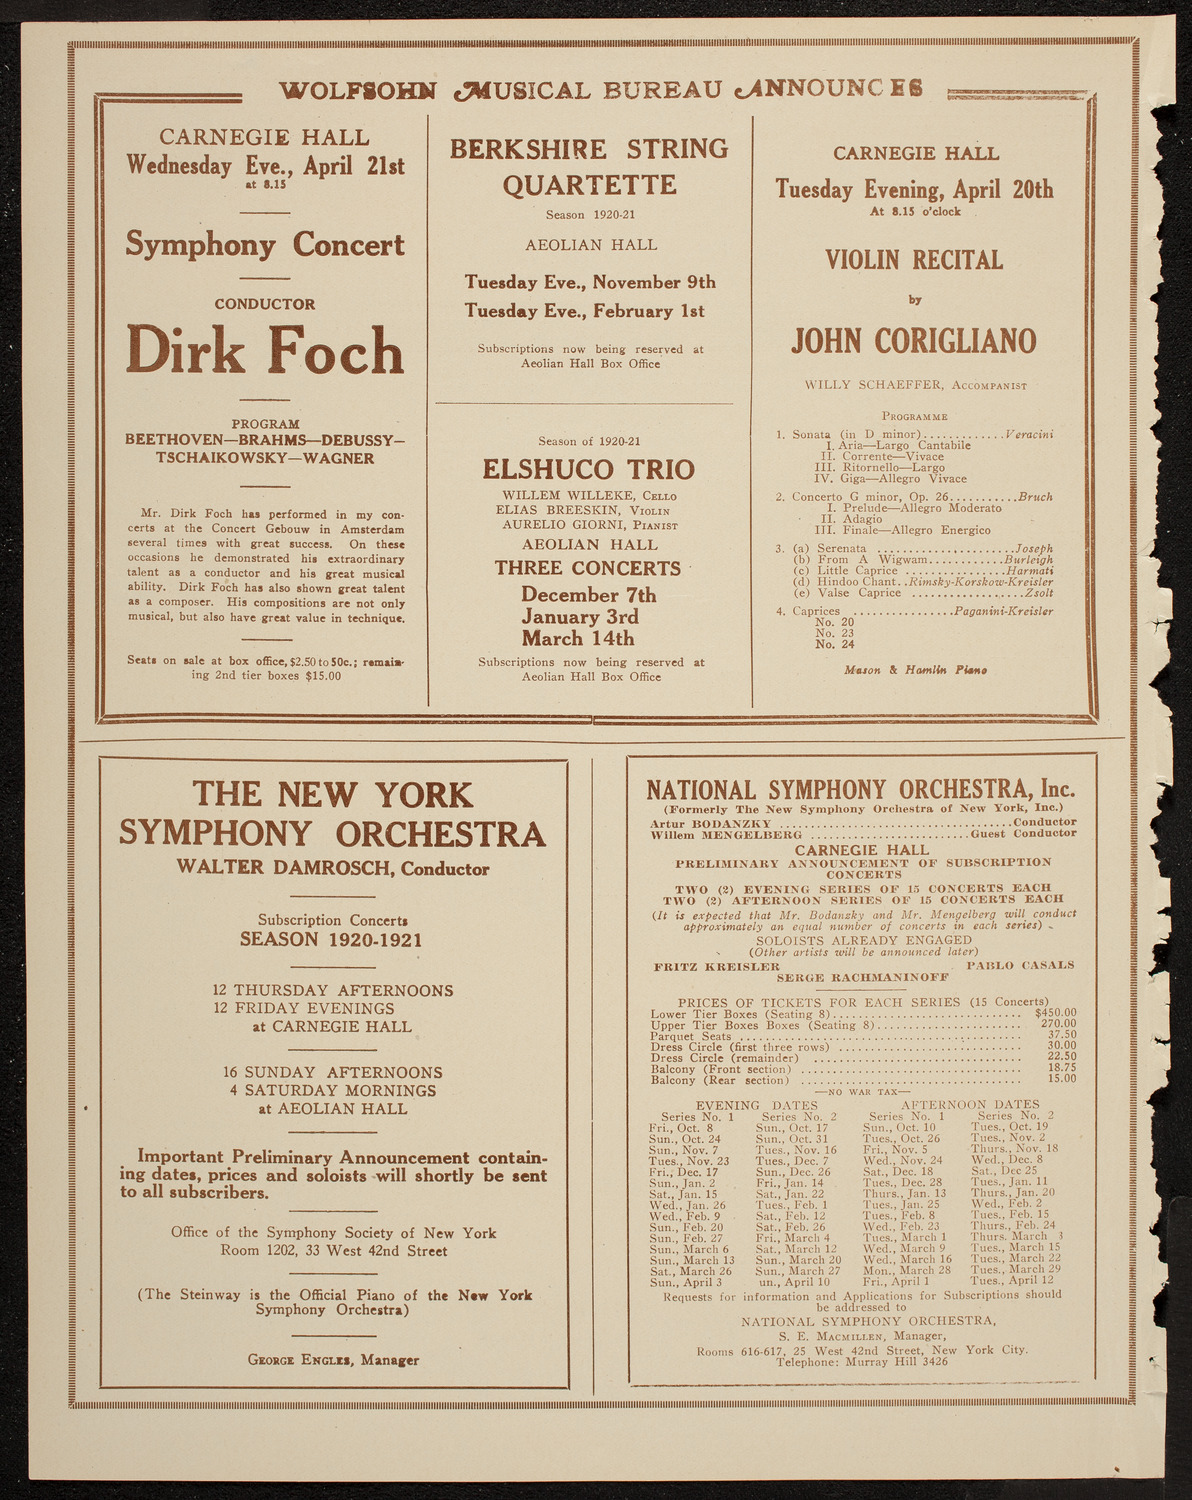 WOLFSOHN MUSICAL BUREAU ANNOUNCES
CARNEGIE HALL
Wednesday Eve., April 21st
at 8.15
Symphony Concert
CONDUCTOR
Dirk Foch
PROGRAM
BEETHOVEN—BRAHMS—DEBUSSY—
TSCHAIKOWSKY—WAGNER
Mr. Dirk Foch has performed in my con-
certs at the Concert Gebouw in Amsterdam
several times with great success. On these
occasions he demonstrated his extraordinary
talent as a conductor and his great musical
ability. Dirk Foch has also shown great talent
as a composer. His compositions are not only
musical, but also have great value in technique.
Seats on sale at box office, $2.50 to 50c.; remain-
ing 2nd tier boxes $15.00
BERKSHIRE STRING
QUARTETTE
Season 1920-21
AEOLIAN HALL
Tuesday Eve., November 9th
Tuesday Eve., February 1st
Subscriptions now being reserved at
Aeolian Hall Box Office
Season of 1920-21
ELSHUCO TRIO
WILLEM WILLEKE, CELLO
ELIAS BREESKIN, VIOLIN
AURELIO GIORNI, PIANIST
AEOLIAN HALL
THREE CONCERTS
December 7th
January 3rd
March 14th
Subscriptions now being reserved at
Aeolian Hall Box Office
CARNEGIE HALL
Tuesday Evening, April 20th
At 8.15 o'clock
VIOLIN RECITAL
by
JOHN CORIGLIANO
WILLY SCHAEFFER, ACCOMPANIST
PROGRAMME
1. Sonata (in D minor).............Veracini
I. Aria—Largo Cantabile
II. Corrente—Vivace
III. Ritornello—Largo
IV. Giga—Allegro Vivace
2. Concerto G minor, Op. 26...........Bruch
I. Prelude—Allegro Moderato
II. Adagio
III. Finale—Allegro Energico
3. (a) Serenata ......................Joseph
(b) From A Wigwam............Burleigh
(c) Little Caprice ................Harmati
(d) Hindoo Chant..Rimsky-Korskow-Kreisler
(e) Valse Caprice ..................Zsolt
4. Caprices ................Paganini-Kreisler
No. 20
No. 23
No. 24
Mason & Hamlin Piano
THE NEW YORK
SYMPHONY ORCHESTRA
WALTER DAMROSCH, Conductor
Subscription Concerts
SEASON 1920-1921
12 THURSDAY AFTERNOONS
12 FRIDAY EVENINGS
at CARNEGIE HALL
16 SUNDAY AFTERNOONS
4 SATURDAY MORNINGS
at AEOLIAN HALL
Important Preliminary Announcement contain-
ing dates, prices and soloists will shortly be sent
to all subscribers.
Office of the Symphony Society of New York
Room 1202, 33 West 42nd Street
(The Steinway is the Official Piano of the New York
Symphony Orchestra)
GEORGE ENGLES, Manager
NATIONAL SYMPHONY ORCHESTRA, Inc.
(Formerly The New Symphony Orchestra of New York, Inc.)
Artur BODANZKY ....................................Conductor
Willem MENGELBERG .........................Guest Conductor
CARNEGIE HALL
PRELIMINARY ANNOUNCEMENT OF SUBSCRIPTION
CONCERTS
TWO (2) EVENING SERIES OF 15 CONCERTS EACH
TWO (2) AFTERNOON SERIES OF 15 CONCERTS EACH
(It is expected that Mr. Bodanzky and Mr. Mengelberg will conduct
approximately an equal number of concerts in each series)
SOLOISTS ALREADY ENGAGED
(Other artists will be announced later)
FRITZ KREISLER PABLO CASALS
SERGE RACHMANINOFF
PRICES OF TICKETS FOR EACH SERIES (15 Concerts)
Lower Tier Boxes (Seating 8)............................. $450.00
Upper Tier Boxes Boxes (Seating 8)...................... 270.00
Parquet Seats ........................................... 37.50
Dress Circle (first three rows) ............................ 30.00
Dress Circle (remainder) ................................ 22.50
Balcony (Front section) .................................. 18.75
Balcony (Rear section) .................................. 15.00
—NO WAR TAX—
EVENING DATES AFTERNOON DATES
Series No. 1 Series No. 2 Series No. 1 Series No. 2
Fri., Oct. 8 Sun., Oct. 17 Sun., Oct. 10 Tues., Oct. 19
Sun., Oct. 24 Sun., Oct. 31 Tues., Oct. 26 Tues., Nov. 2
Sun., Nov. 7 Tues., Nov. 16 Fri., Nov. 5 Thurs., Nov. 18
Tues., Nov. 23 Tues., Dec. 7 Wed., Nov. 24 Wed., Dec. 8
Fri., Dec. 17 Sun., Dec. 26 Sat., Dec. 18 Sat., Dec 25
Sun., Jan. 2 Fri., Jan. 14 Tues., Dec. 28 Tues., Jan. 11
Sat., Jan. 15 Sat., Jan. 22 Thurs., Jan. 13 Thurs., Jan. 20
Wed., Jan. 26 Tues., Feb. 1 Tues., Jan. 25 Wed., Feb. 2
Wed., Feb. 9 Sat., Feb. 12 Tues., Feb. 8 Tues., Feb. 15
Sun., Feb. 20 Sat., Feb. 26 Wed., Feb. 23 Thurs., Feb. 24
Sun., Feb. 27 Fri., March 4 Tues., March 1 Thurs. March 3
Sun., March 6 Sat., March 12 Wed., March 9 Tues., March 15
Sun., March 13 Sun., March 20 Wed., March 16 Tues., March 22
Sat., March 26 Sun., March 27 Mon., March 28 Tues., March 29
Sun., April 3 un., April 10 Fri., April 1 Tues., April 12
Requests for information and Applications for Subscriptions should
be addressed to
NATIONAL SYMPHONY ORCHESTRA,
S. E. MACMILLEN, Manager,
Rooms 616-617, 25 West 42nd Street, New York City.
Telephone: Murray Hill 3426